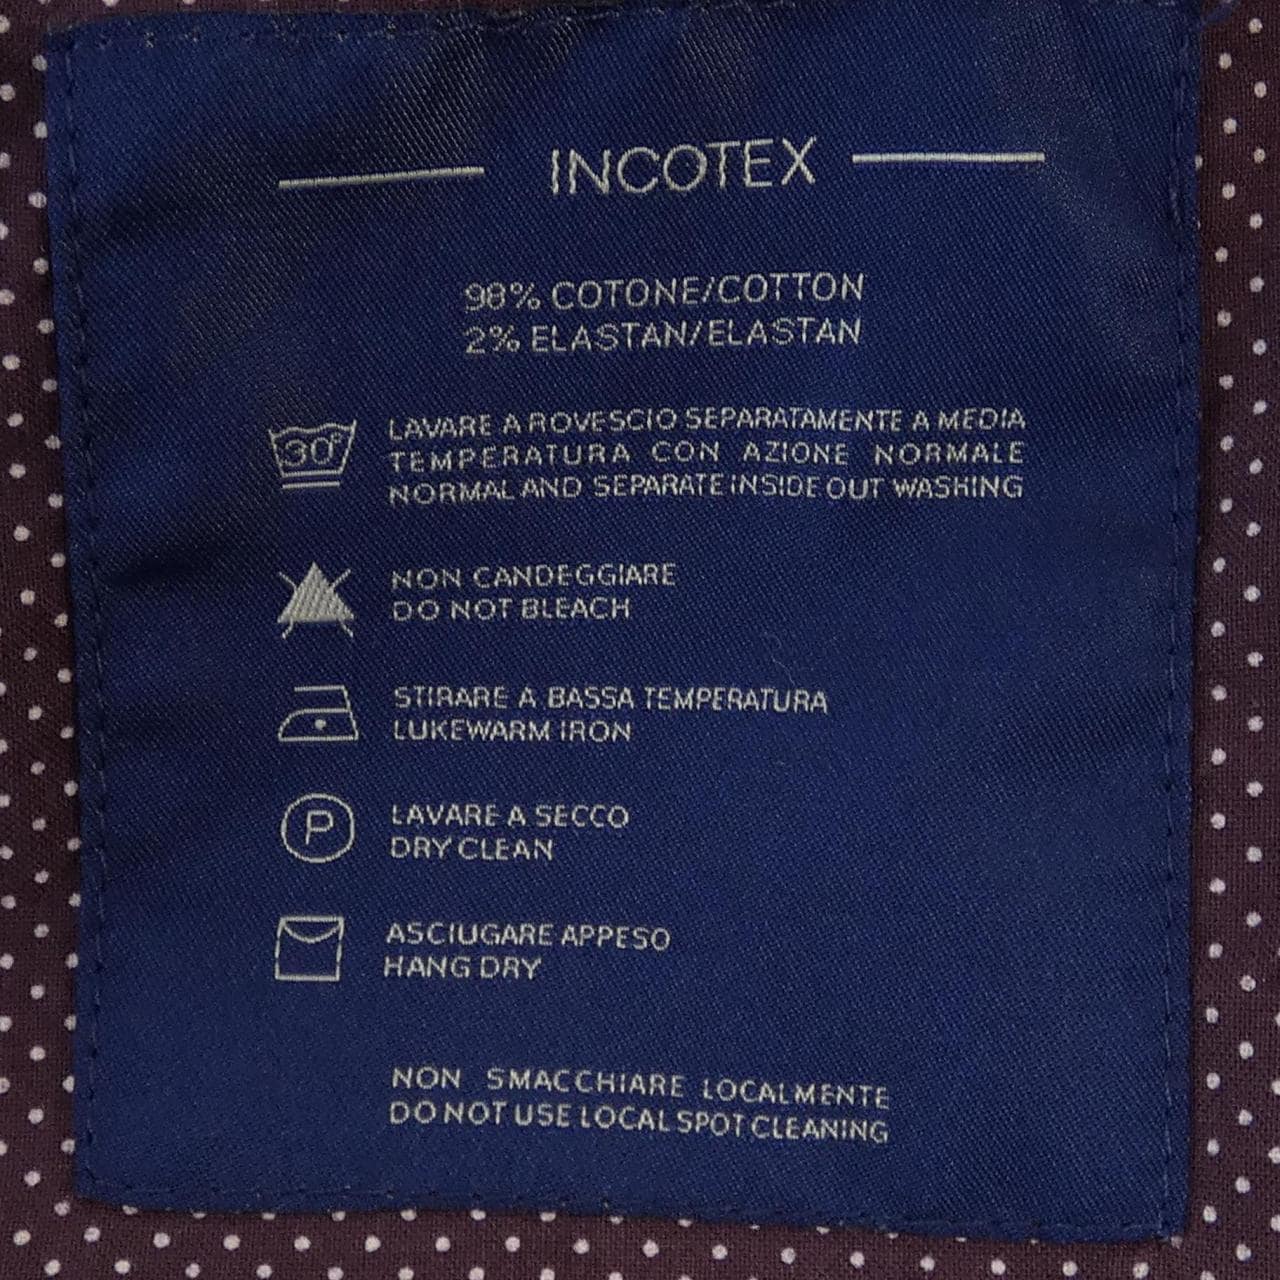 INCOTEX
98% COTONE/COTTON
2% ELASTAN/ELASTAN
30°
LAVARE A ROVESCIO SEPARATAMENTE A MEDIA
TEMPERATURA CON AZIONE NORMALE
NORMAL AND SEPARATE INSIDE OUT WASHING
NON CANDEGGIARE
DO NOT BLEACH
STIRARE A BASSA TEMPERATURA
LUKEWARM IRON
P
LAVARE A SECCO
DRY CLEAN
ASCIUGARE APPESO
HANG DRY
NON SMACCHIARE LOCALMENTE
DO NOT USE LOCAL SPOT CLEANING